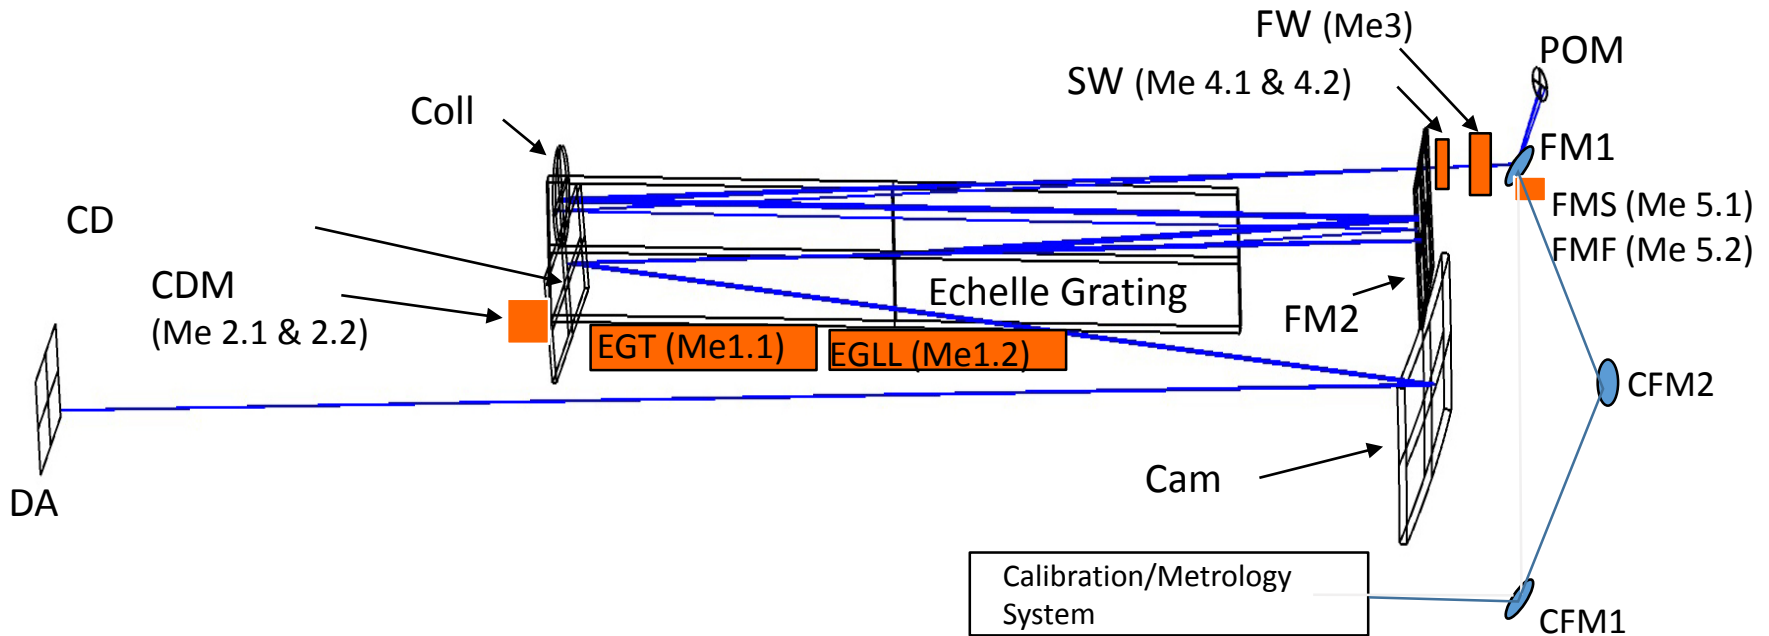 FW (Me3)
POM
SW (Me 4.1 & 4.2)
Coll
FM1
CD
FMS (Me 5.1)
FMF (Me 5.2)
CDM
(Me 2.1 & 2.2)
Echelle Grating
FM2
EGT (Me1.1)
EGLL (Me1.2)
CFM2
Cam
DA
Calibration/Metrology
System
CFM1